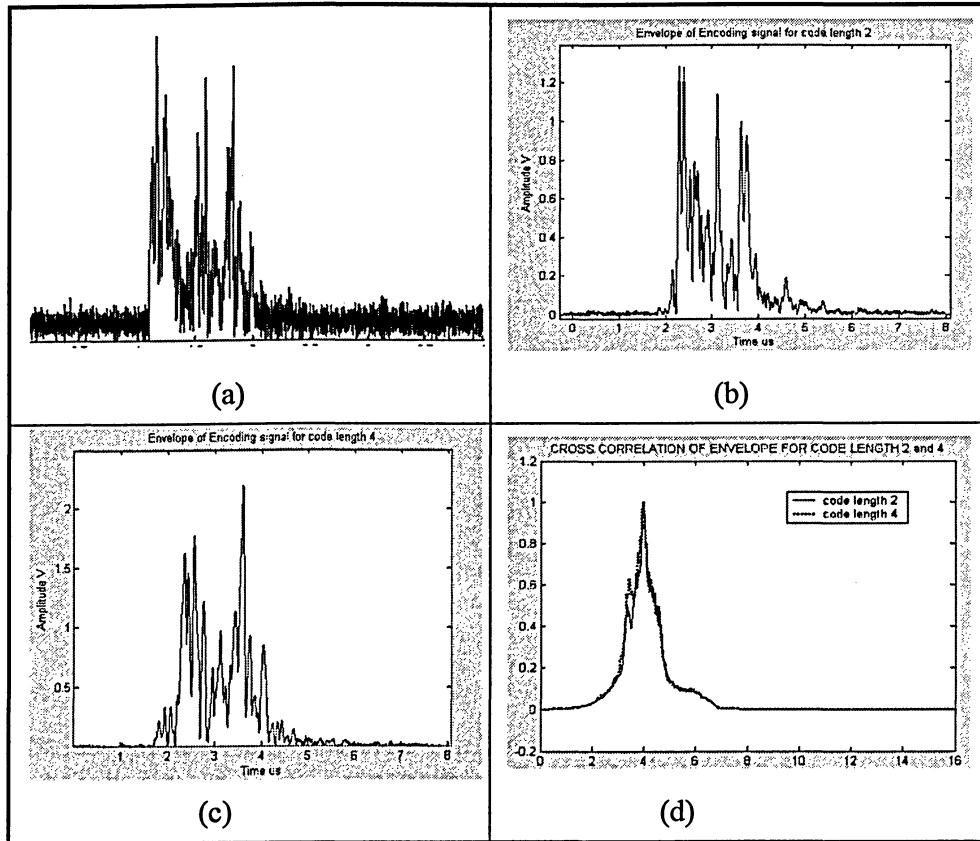 (a)
Envelope of Encoding signal for code length 2
Amplitude V
1.2
1
0.8
0.6
0.4
0.2
0
0 1 2 3 4 5 6 7 8
Time us
(b)
Envelope of Encoding signal for code length 4
Amplitude V
2
1.5
1
0.5
1 2 3 4 5 6 7 8
Time us
(c)
CROSS CORRELATION OF ENVELOPE FOR CODE LENGTH 2 and 4
1.2
1
0.8
0.6
0.4
0.2
0
-0.2
code length 2
code length 4
0 2 4 6 8 10 12 14 16
(d)